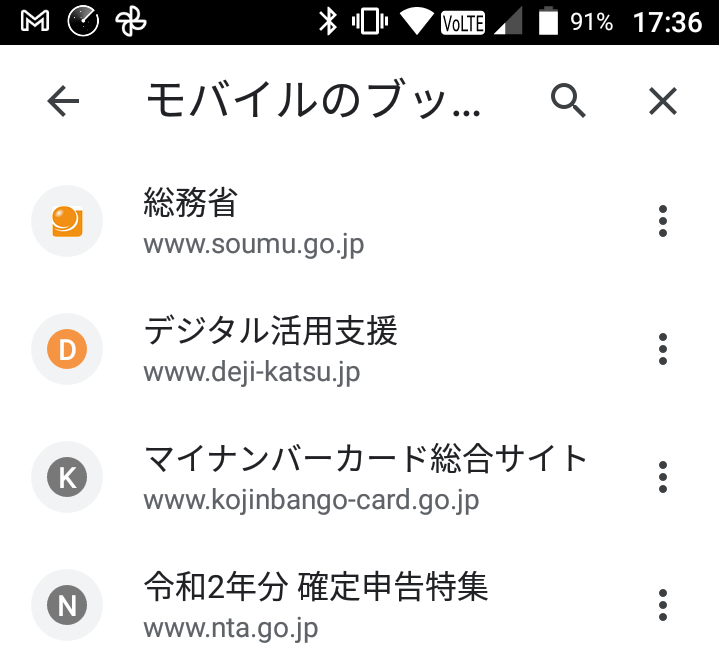 VoLTE 91% 17:36
モバイルのブッ...
総務省
www.soumu.go.jp
D
デジタル活用支援
www.deji-katsu.jp
K
マイナンバーカード総合サイト
www.kojinbango-card.go.jp
N
令和2年分 確定申告特集
www.nta.go.jp